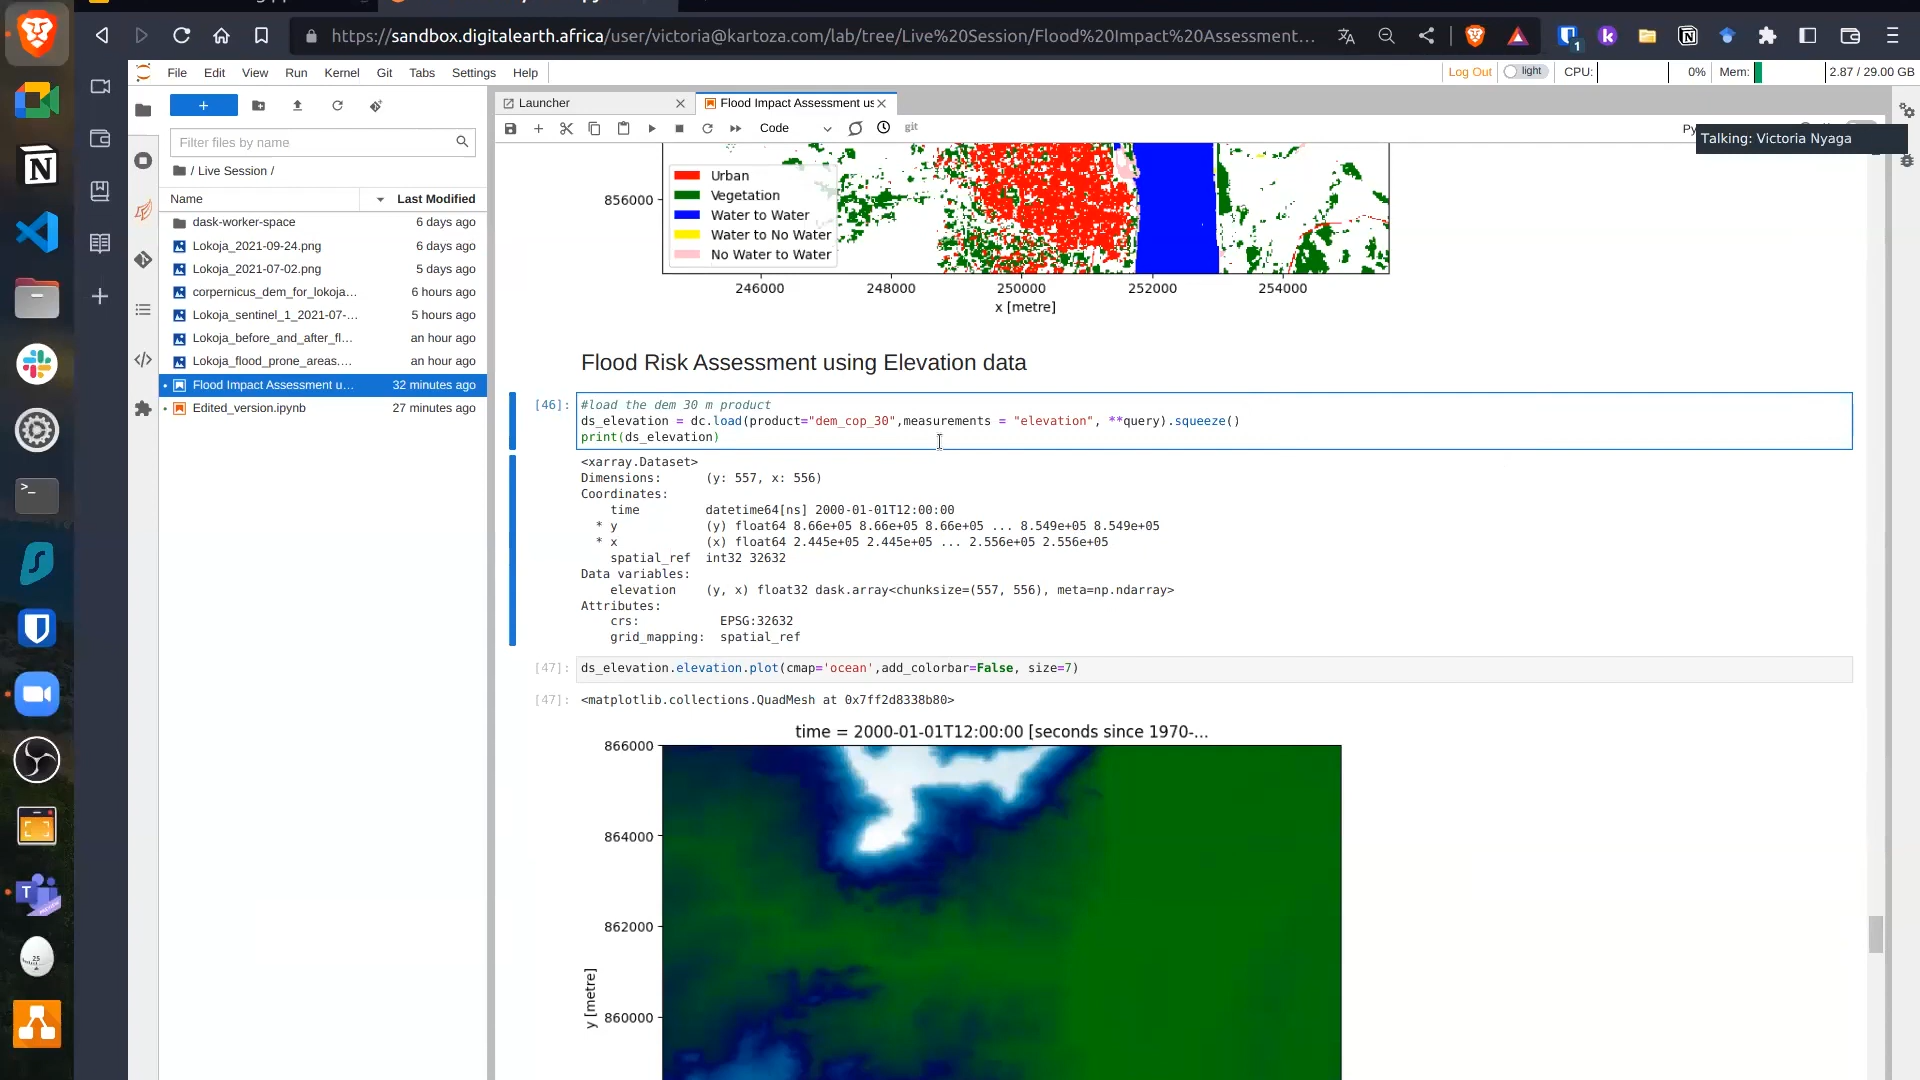 https://sandbox.digitalearth.africa/user/victoria@kartoza.com/lab/tree/Live%20Session/Flood%20Impact%20Assessment...
1
File Edit View Run Kernel Git Tabs Settings Help
Log Out light CPU: 0% Mem: 2.87 / 29.00 GB
+
Launcher
Flood Impact Assessment us
Code
git
Py
Talking: Victoria Nyaga
Filter files by name
/ Live Session /
Name Last Modified
dask-worker-space 6 days ago
Lokoja_2021-09-24.png 6 days ago
Lokoja_2021-07-02.png 5 days ago
corpernicus_dem_for_lokoja... 6 hours ago
Lokoja_sentinel_1_2021-07-... 5 hours ago
Lokoja_before_and_after_fl... an hour ago
Lokoja_flood_prone_areas.... an hour ago
Flood Impact Assessment u... 32 minutes ago
Edited_version.ipynb 27 minutes ago
Urban
Vegetation
Water to Water
Water to No Water
No Water to Water
856000
246000 248000 250000 252000 254000
x [metre]
Flood Risk Assessment using Elevation data
[46]: #load the dem 30 m product
ds_elevation = dc.load(product="dem_cop_30",measurements = "elevation", **query).squeeze()
print(ds_elevation)
<xarray.Dataset>
Dimensions: (y: 557, x: 556)
Coordinates:
time datetime64[ns] 2000-01-01T12:00:00
* y (y) float64 8.66e+05 8.66e+05 8.66e+05 ... 8.549e+05 8.549e+05
* x (x) float64 2.445e+05 2.445e+05 ... 2.556e+05 2.556e+05
spatial_ref int32 32632
Data variables:
elevation (y, x) float32 dask.array<chunksize=(557, 556), meta=np.ndarray>
Attributes:
crs: EPSG:32632
grid_mapping: spatial_ref
[47]: ds_elevation.elevation.plot(cmap='ocean',add_colorbar=False, size=7)
[47]: <matplotlib.collections.QuadMesh at 0x7ff2d8338b80>
time = 2000-01-01T12:00:00 [seconds since 1970-...
866000
864000
862000
860000
y [metre]